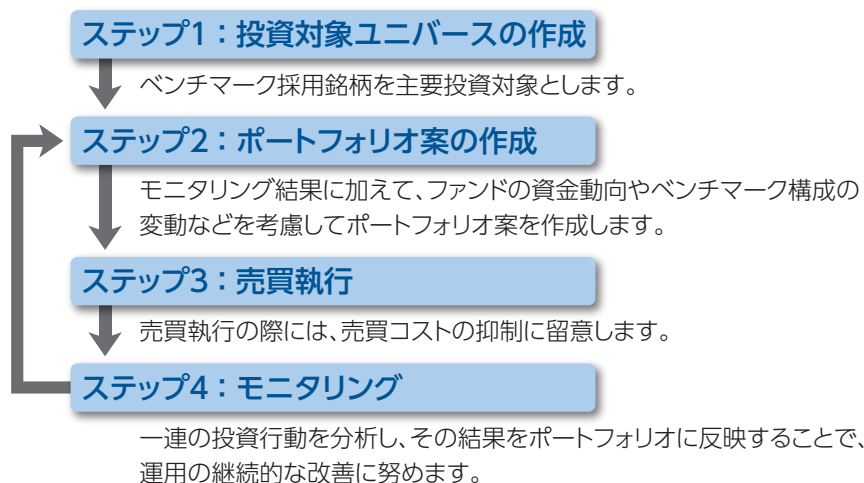 ステップ1：投資対象ユニバースの作成
ベンチマーク採用銘柄を主要投資対象とします。
ステップ2：ポートフォリオ案の作成
モニタリング結果に加えて、ファンドの資金動向やベンチマーク構成の
変動などを考慮してポートフォリオ案を作成します。
ステップ3：売買執行
売買執行の際には、売買コストの抑制に留意します。
ステップ4：モニタリング
一連の投資行動を分析し、その結果をポートフォリオに反映することで、
運用の継続的な改善に努めます。